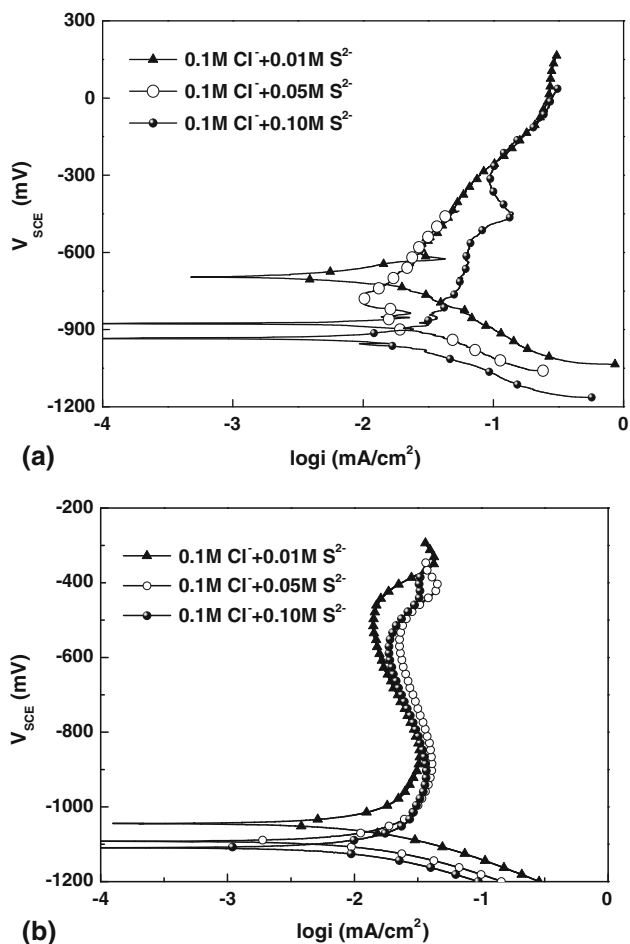 300
0
-300
-600
-900
-1200
V_SCE (mV)
0.1M Cl⁻+0.01M S²⁻
0.1M Cl⁻+0.05M S²⁻
0.1M Cl⁻+0.10M S²⁻
-4 -3 -2 -1 0
(a) logi (mA/cm²)
-200
-400
-600
-800
-1000
-1200
V_SCE (mV)
0.1M Cl⁻+0.01M S²⁻
0.1M Cl⁻+0.05M S²⁻
0.1M Cl⁻+0.10M S²⁻
-4 -3 -2 -1 0
(b) logi (mA/cm²)